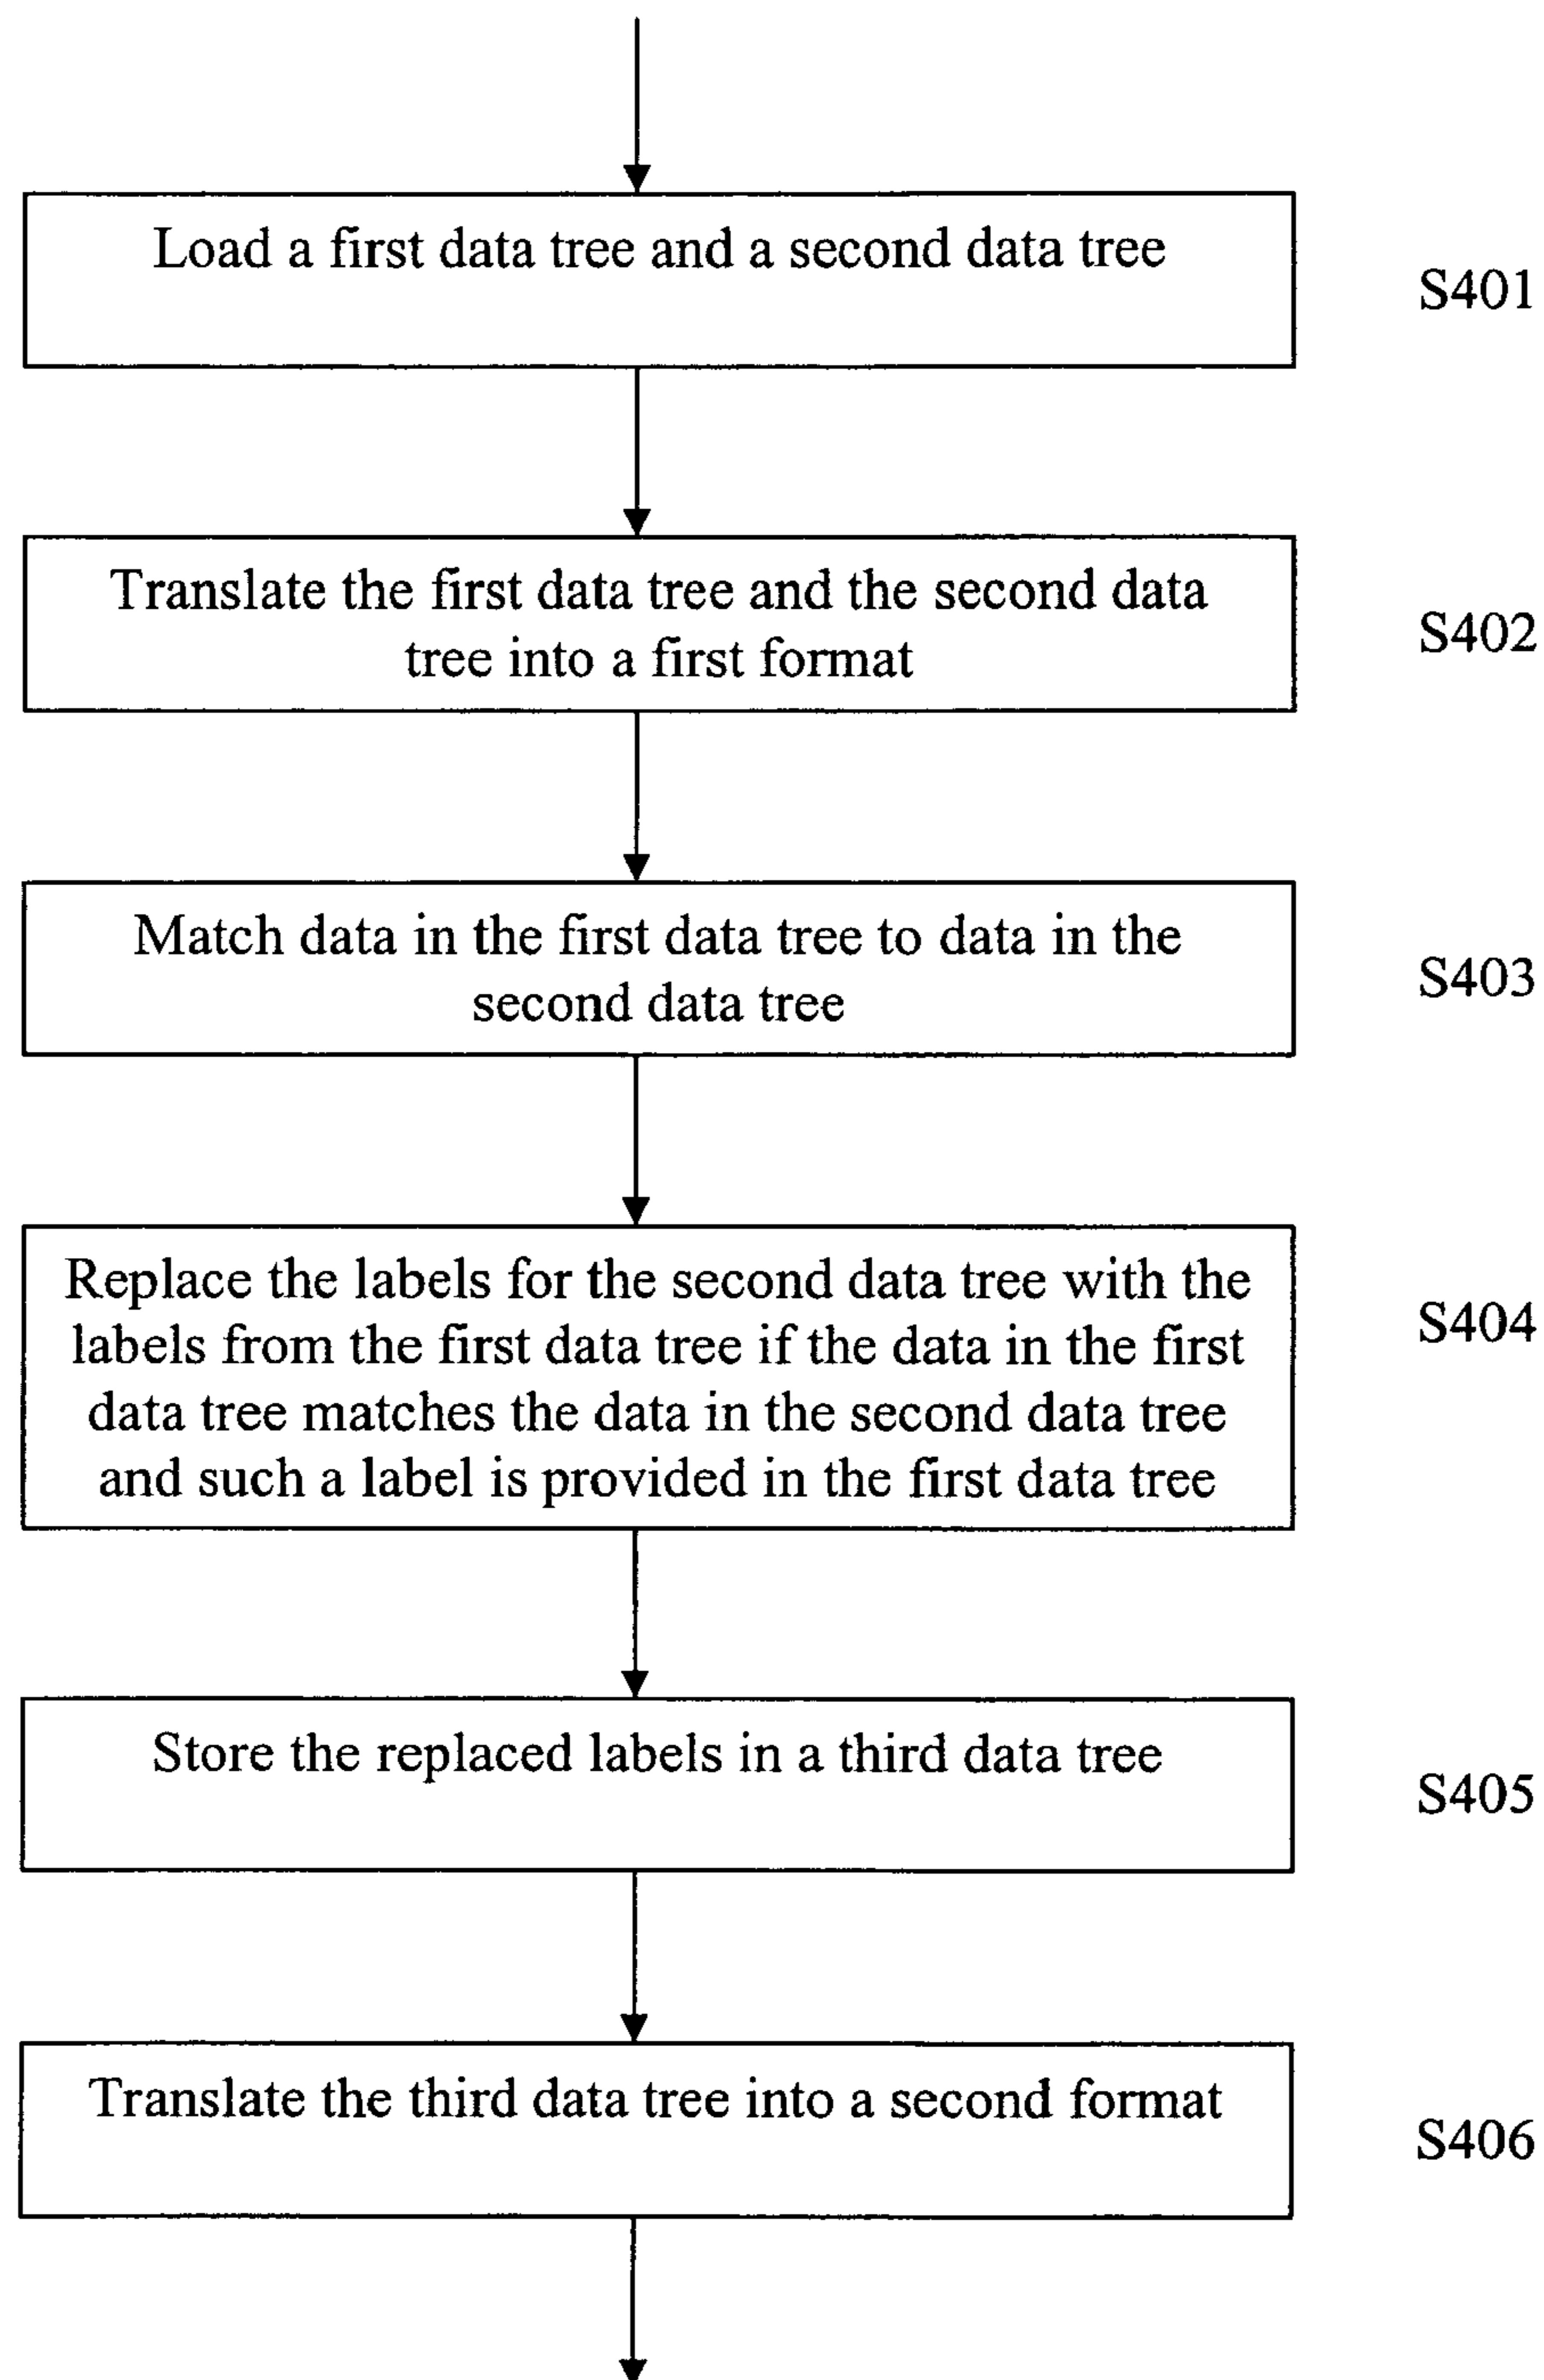 Load a first data tree and a second data tree
S401
Translate the first data tree and the second data
tree into a first format
S402
Match data in the first data tree to data in the
second data tree
S403
Replace the labels for the second data tree with the
labels from the first data tree if the data in the first
data tree matches the data in the second data tree
and such a label is provided in the first data tree
S404
Store the replaced labels in a third data tree
S405
Translate the third data tree into a second format
S406